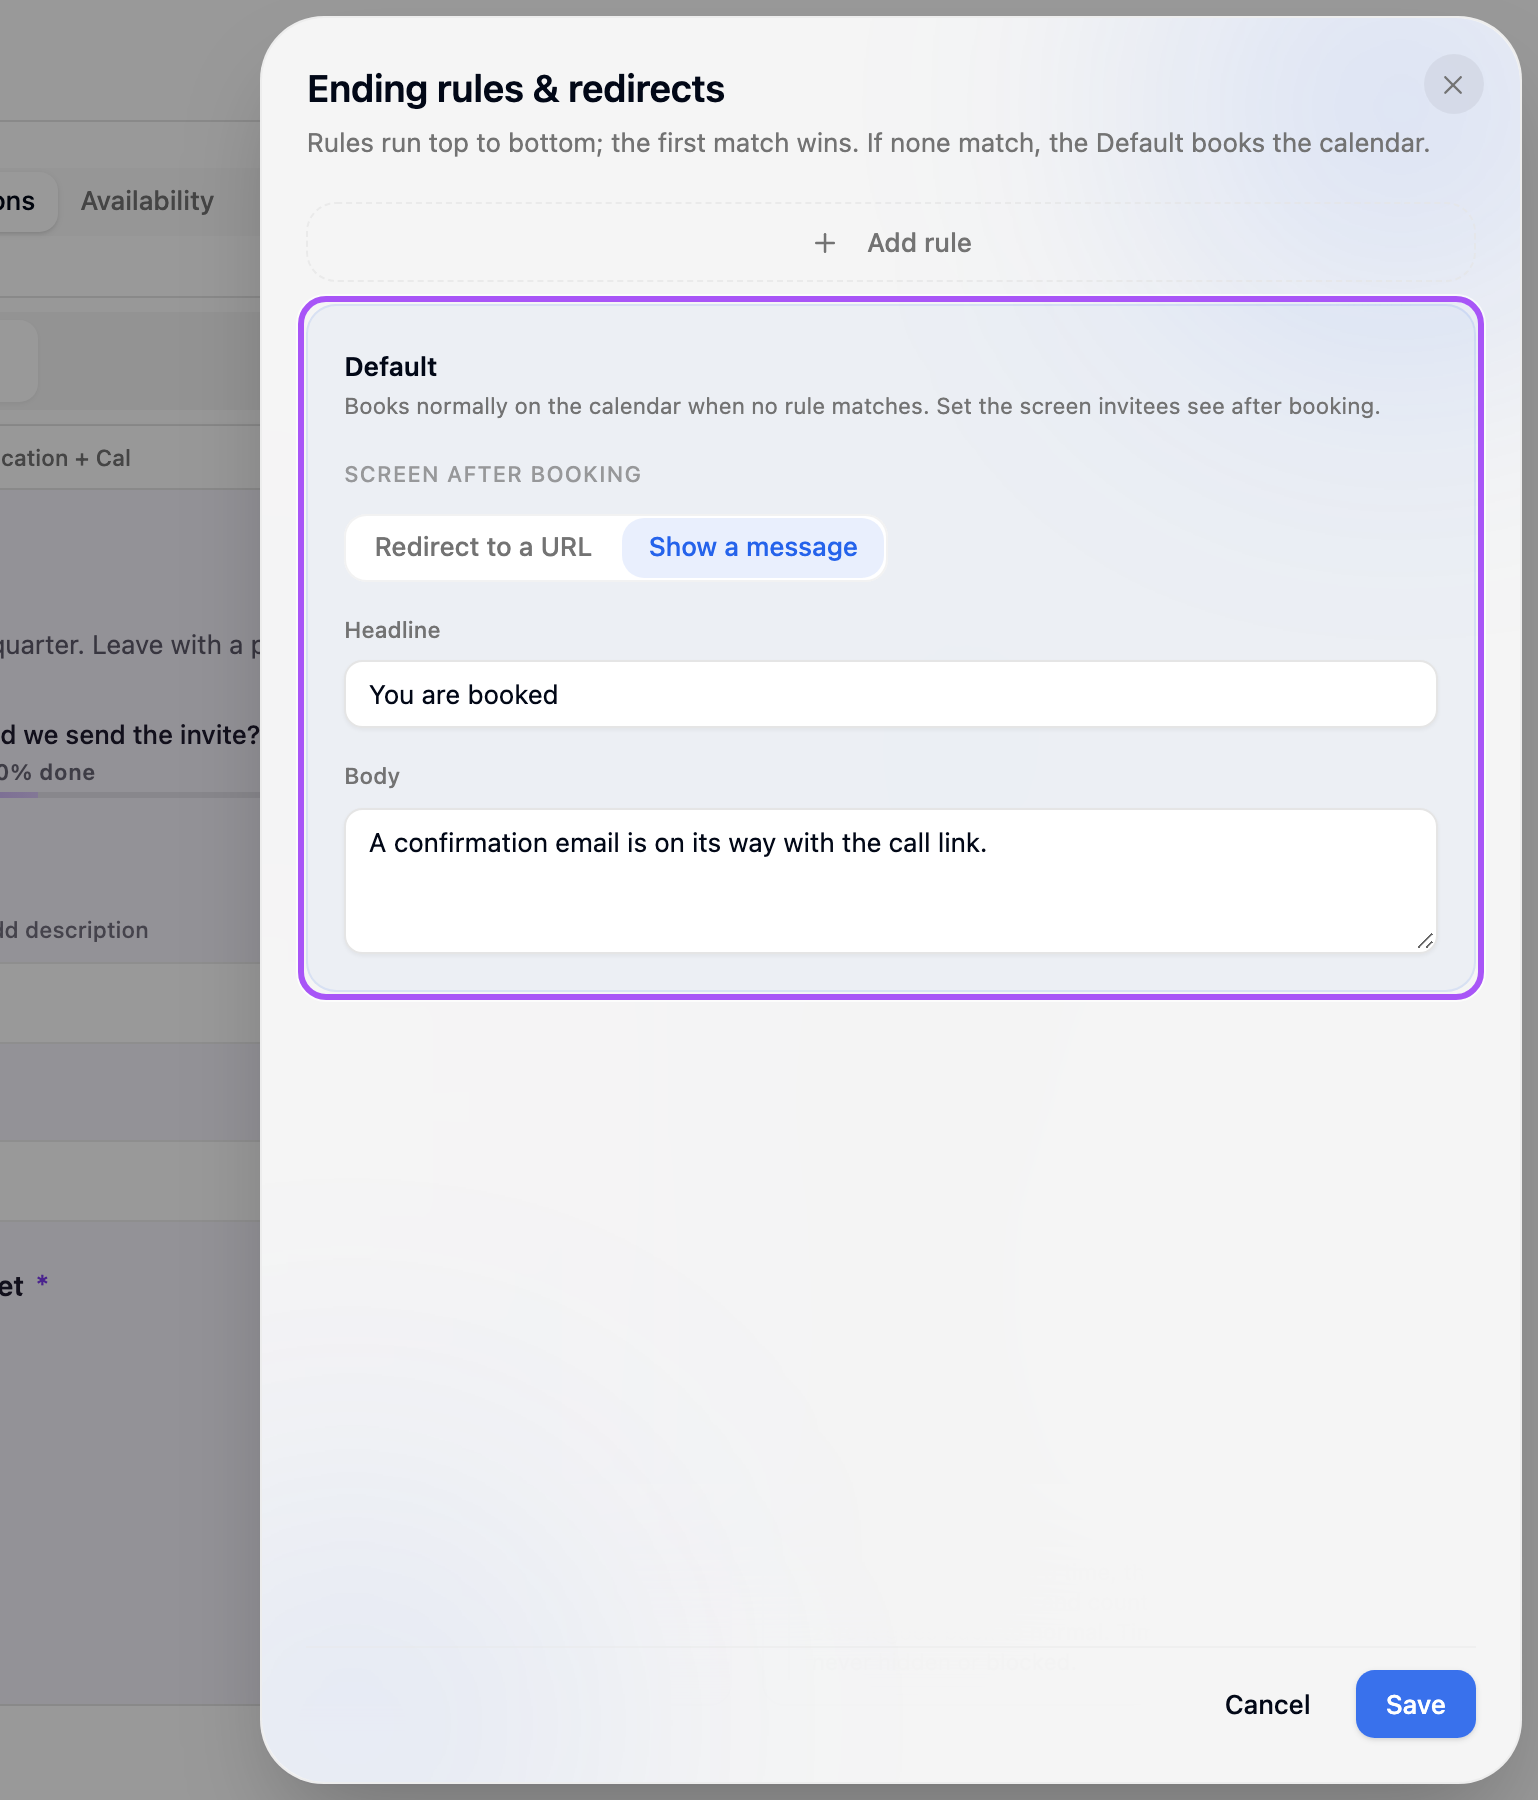 Ending rules & redirects
Rules run top to bottom; the first match wins. If none match, the Default books the calendar.
ons
Availability
+ Add rule
Default
Books normally on the calendar when no rule matches. Set the screen invitees see after booking.
cation + Cal
SCREEN AFTER BOOKING
Redirect to a URL
Show a message
Headline
quarter. Leave with a p
You are booked
d we send the invite?
0% done
Body
A confirmation email is on its way with the call link.
dd description
et *
Cancel
Save